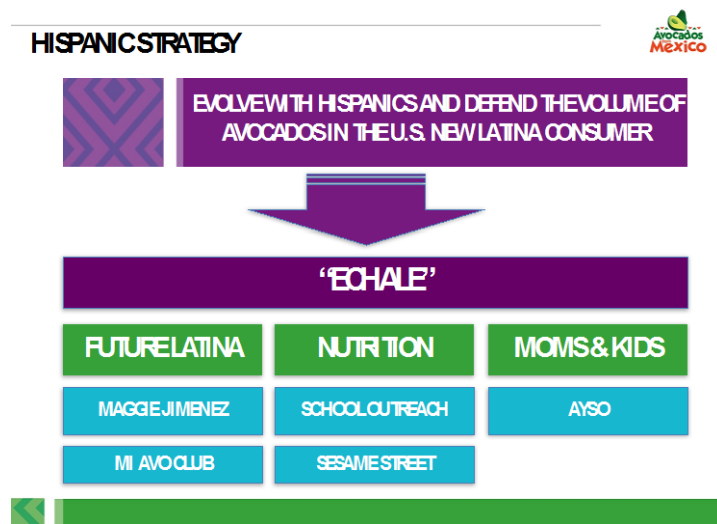 HISPANIC STRATEGY
Avocados
from
Mexico
EVOLVE WITH HISPANICS AND DEFEND THE VOLUME OF
AVOCADOS IN THE U.S. NEW LATINA CONSUMER
“ECHALE”
FUTURE LATINA
NUTRITION
MOMS & KIDS
MAGGIE JIMENEZ
SCHOOL OUTREACH
AYSO
MI AVO CLUB
SESAME STREET